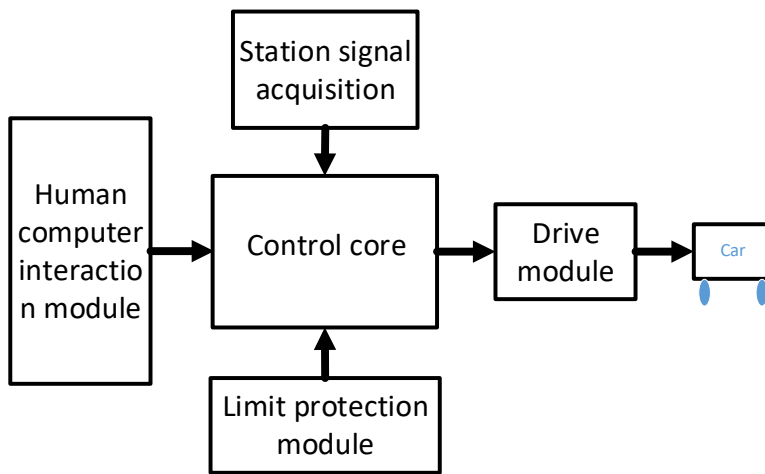 Station signal
acquisition
Human
computer
interactio
n module
Control core
Drive
module
Car
Limit protection
module